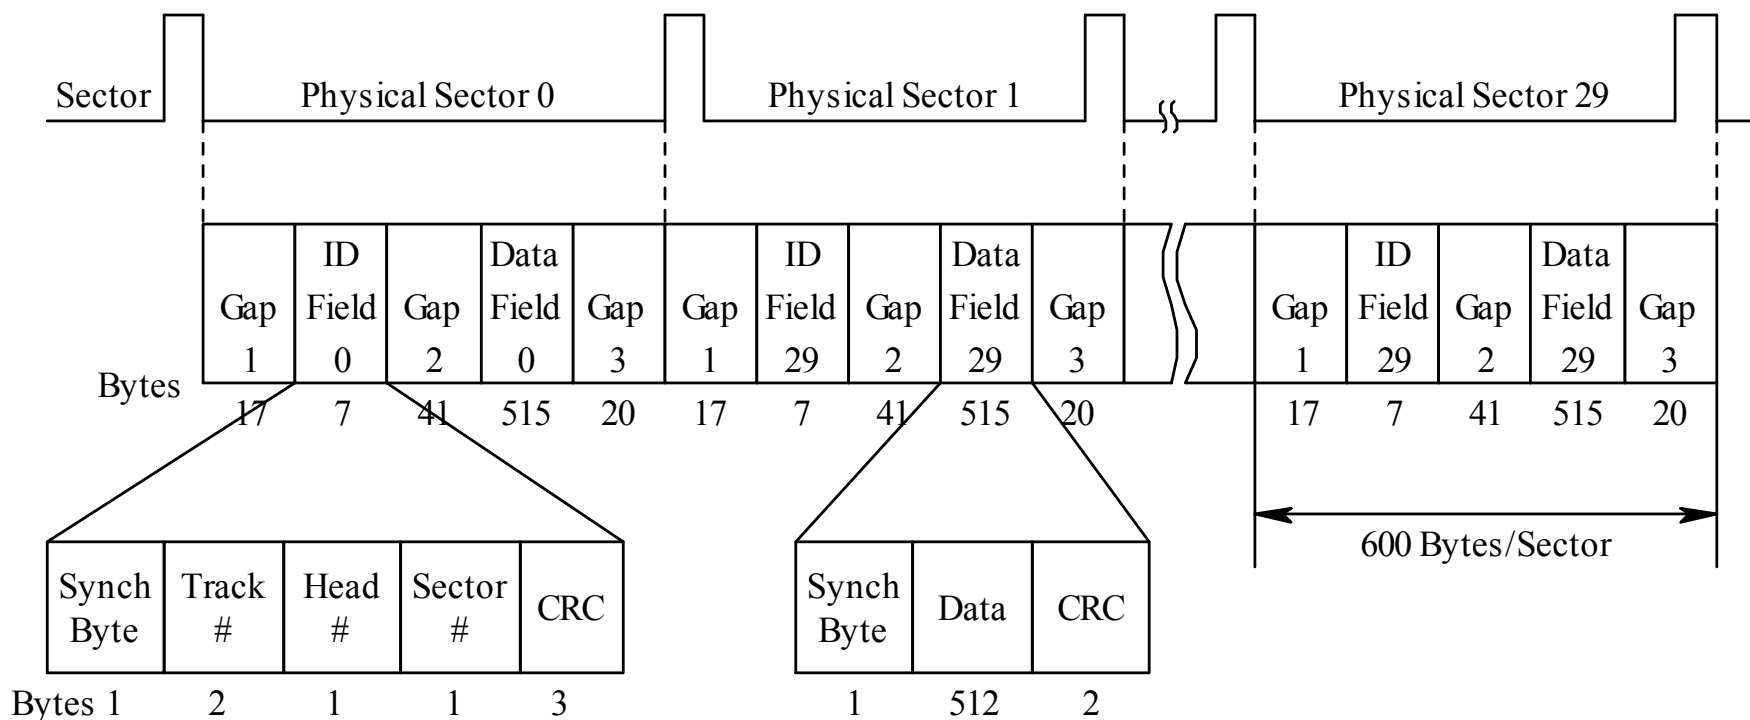 Sector
Physical Sector 0
Physical Sector 1
Physical Sector 29
Gap 1
ID Field 0
Gap 2
Data Field 0
Gap 3
Gap 1
ID Field 29
Gap 2
Data Field 29
Gap 3
Gap 1
ID Field 29
Gap 2
Data Field 29
Gap 3
Bytes
17 7 41 515 20 17 7 41 515 20 17 7 41 515 20
600 Bytes/Sector
Synch Byte
Track #
Head #
Sector #
CRC
Synch Byte
Data
CRC
Bytes 1 2 1 1 3 1 512 2